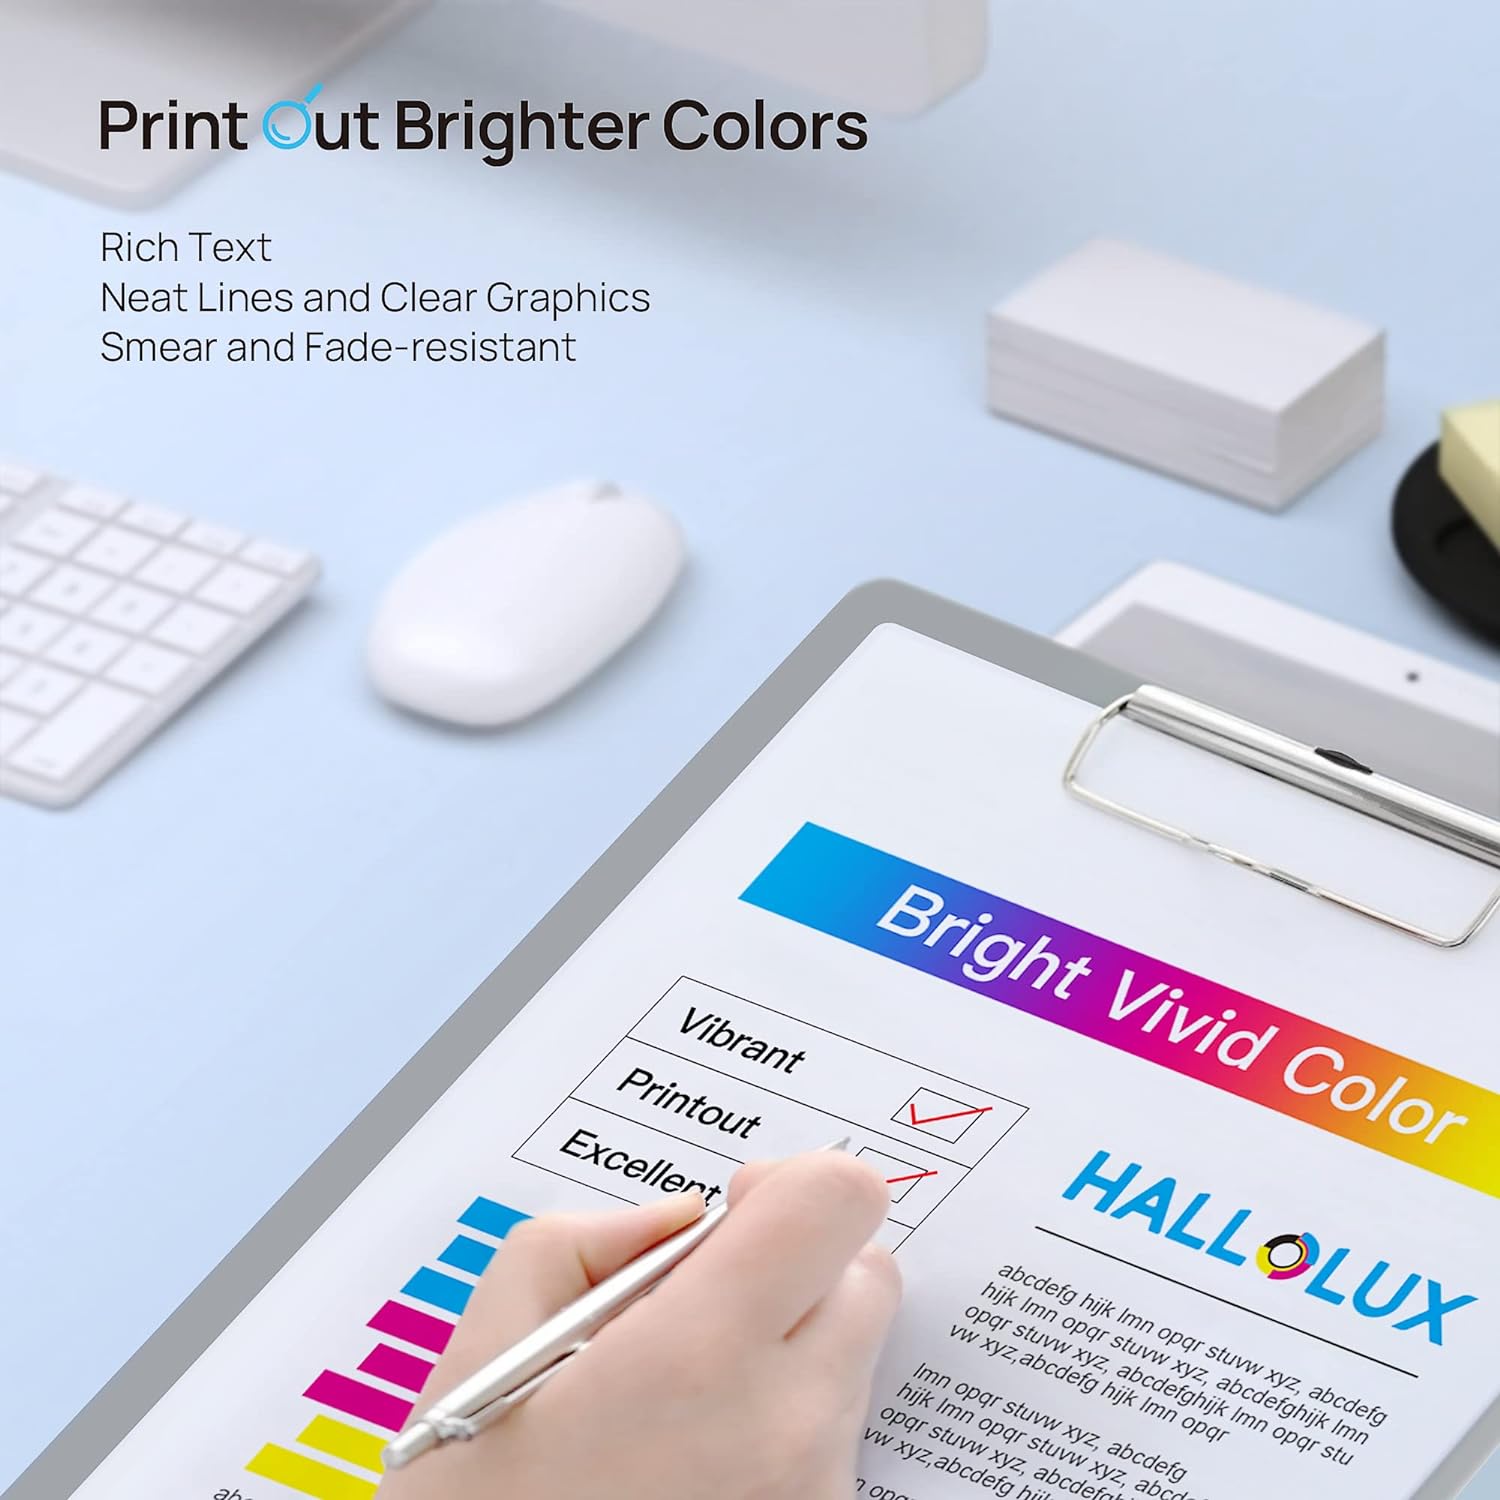 Print Out Brighter Colors
Rich Text
Neat Lines and Clear Graphics
Smear and Fade-resistant
Bright Vivid Color
Vibrant
Printout
Excellent
HALLOLUX
abcdefg hijk lmn opqr stuvw xyz, abcdefg
hijk lmn opqr stuvw xyz, abcdefghijk lmn
opqr stuvw xyz, abcdefghijk lmn opqr stu
vw xyz,abcdefg hijk lmn opqr
lmn opqr stuvw xyz, abcdefg
hijk lmn opqr stuvw xyz,
opqr stuvw xyz,
vw xyz,abcdefg